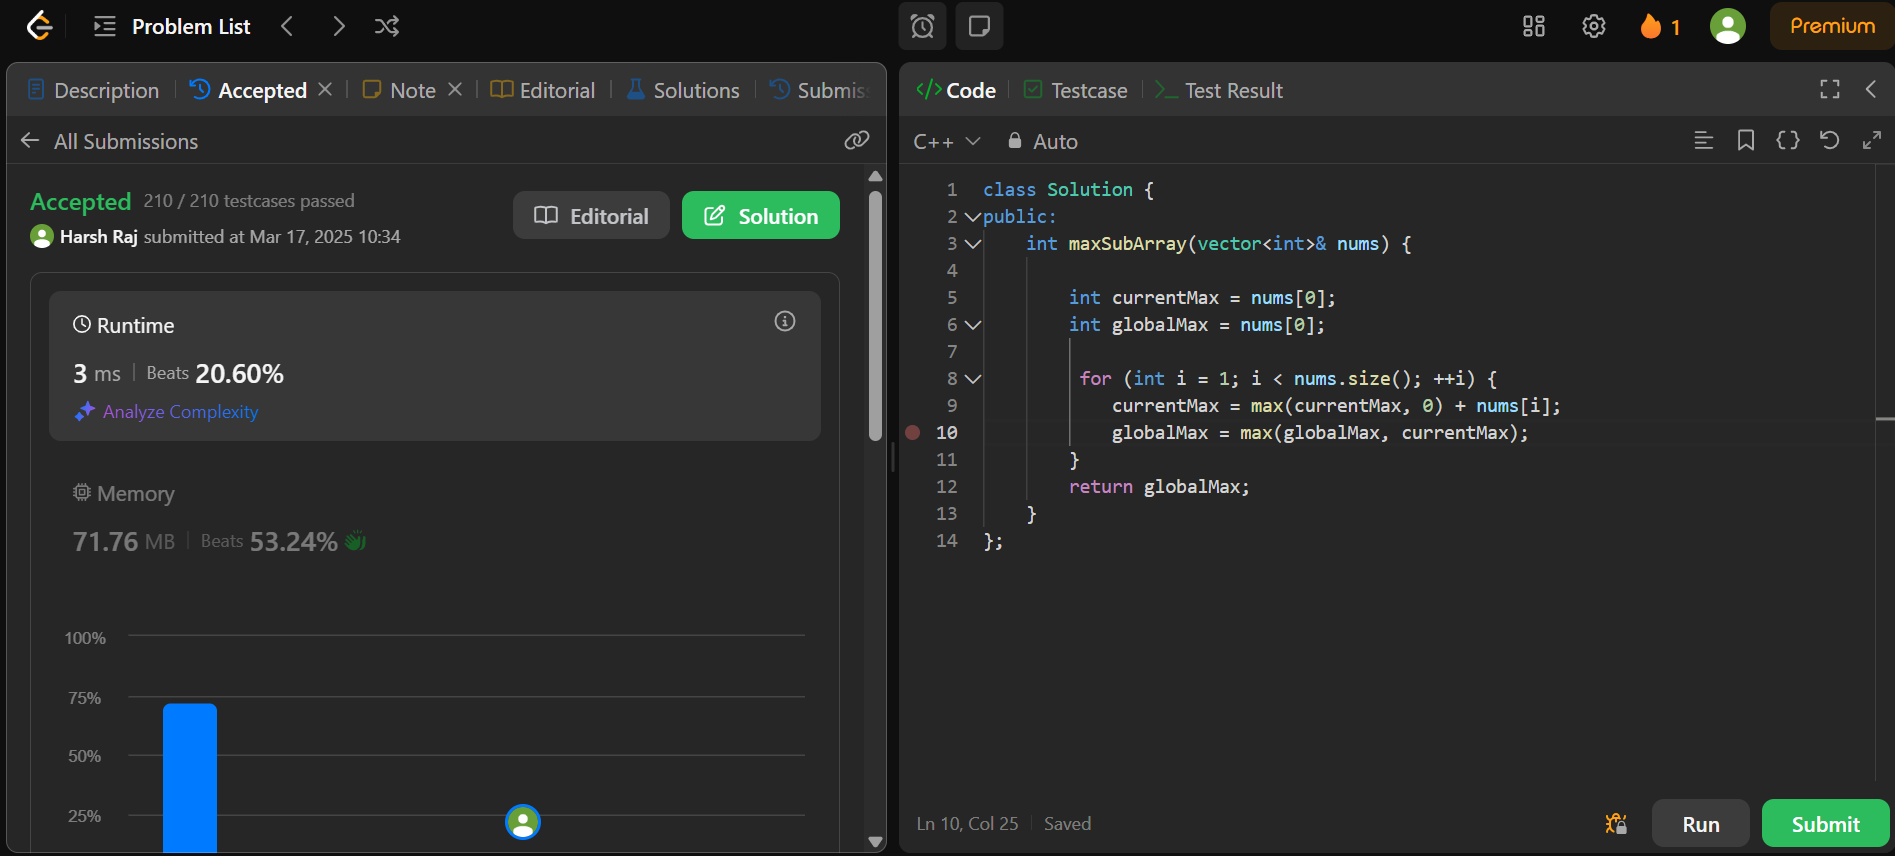 Problem List
1
Premium
Description
Accepted
Note
Editorial
Solutions
Submis
All Submissions
Accepted 210 / 210 testcases passed
Harsh Raj submitted at Mar 17, 2025 10:34
Editorial
Solution
Runtime
3 ms Beats 20.60%
Analyze Complexity
Memory
71.76 MB Beats 53.24%
100%
75%
50%
25%
</> Code
Testcase
Test Result
C++ Auto
1 class Solution {
2 public:
3     int maxSubArray(vector<int>& nums) {
4
5         int currentMax = nums[0];
6         int globalMax = nums[0];
7
8          for (int i = 1; i < nums.size(); ++i) {
9             currentMax = max(currentMax, 0) + nums[i];
10             globalMax = max(globalMax, currentMax);
11         }
12         return globalMax;
13     }
14 };
Ln 10, Col 25 Saved
Run
Submit